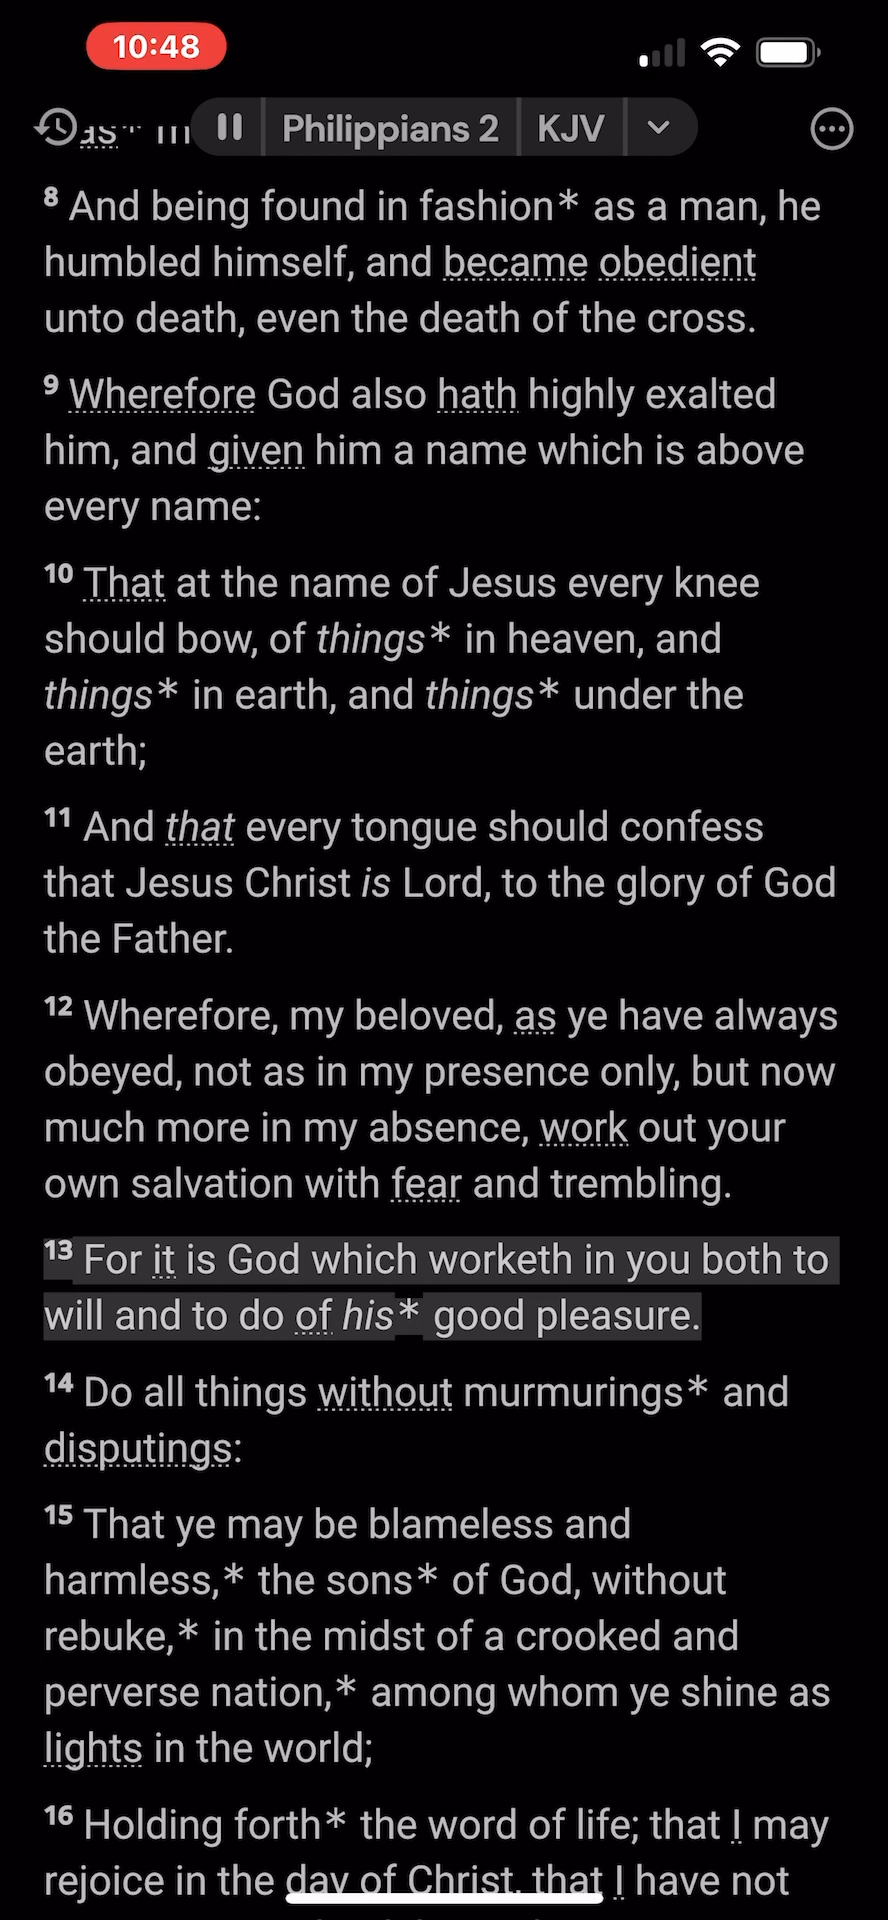 10:48
Philippians 2 KJV
8 And being found in fashion* as a man, he
humbled himself, and became obedient
unto death, even the death of the cross.
9 Wherefore God also hath highly exalted
him, and given him a name which is above
every name:
10 That at the name of Jesus every knee
should bow, of things* in heaven, and
things* in earth, and things* under the
earth;
11 And that every tongue should confess
that Jesus Christ is Lord, to the glory of God
the Father.
12 Wherefore, my beloved, as ye have always
obeyed, not as in my presence only, but now
much more in my absence, work out your
own salvation with fear and trembling.
13 For it is God which worketh in you both to
will and to do of his* good pleasure.
14 Do all things without murmurings* and
disputings:
15 That ye may be blameless and
harmless,* the sons* of God, without
rebuke,* in the midst of a crooked and
perverse nation,* among whom ye shine as
lights in the world;
16 Holding forth* the word of life; that I may
rejoice in the day of Christ, that I have not